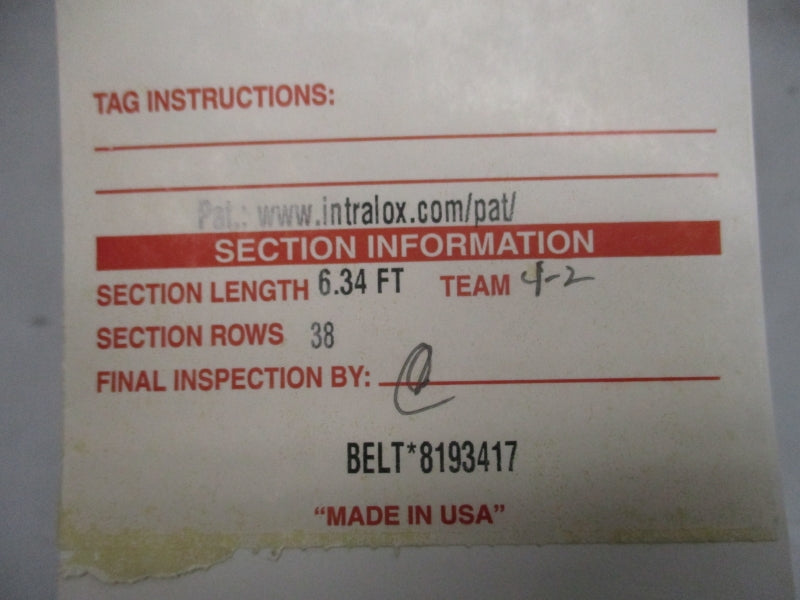 TAG INSTRUCTIONS:
Pat.: www.intralox.com/pat/
SECTION INFORMATION
SECTION LENGTH 6.34 FT TEAM 4-2
SECTION ROWS 38
FINAL INSPECTION BY:
BELT*8193417
"MADE IN USA"